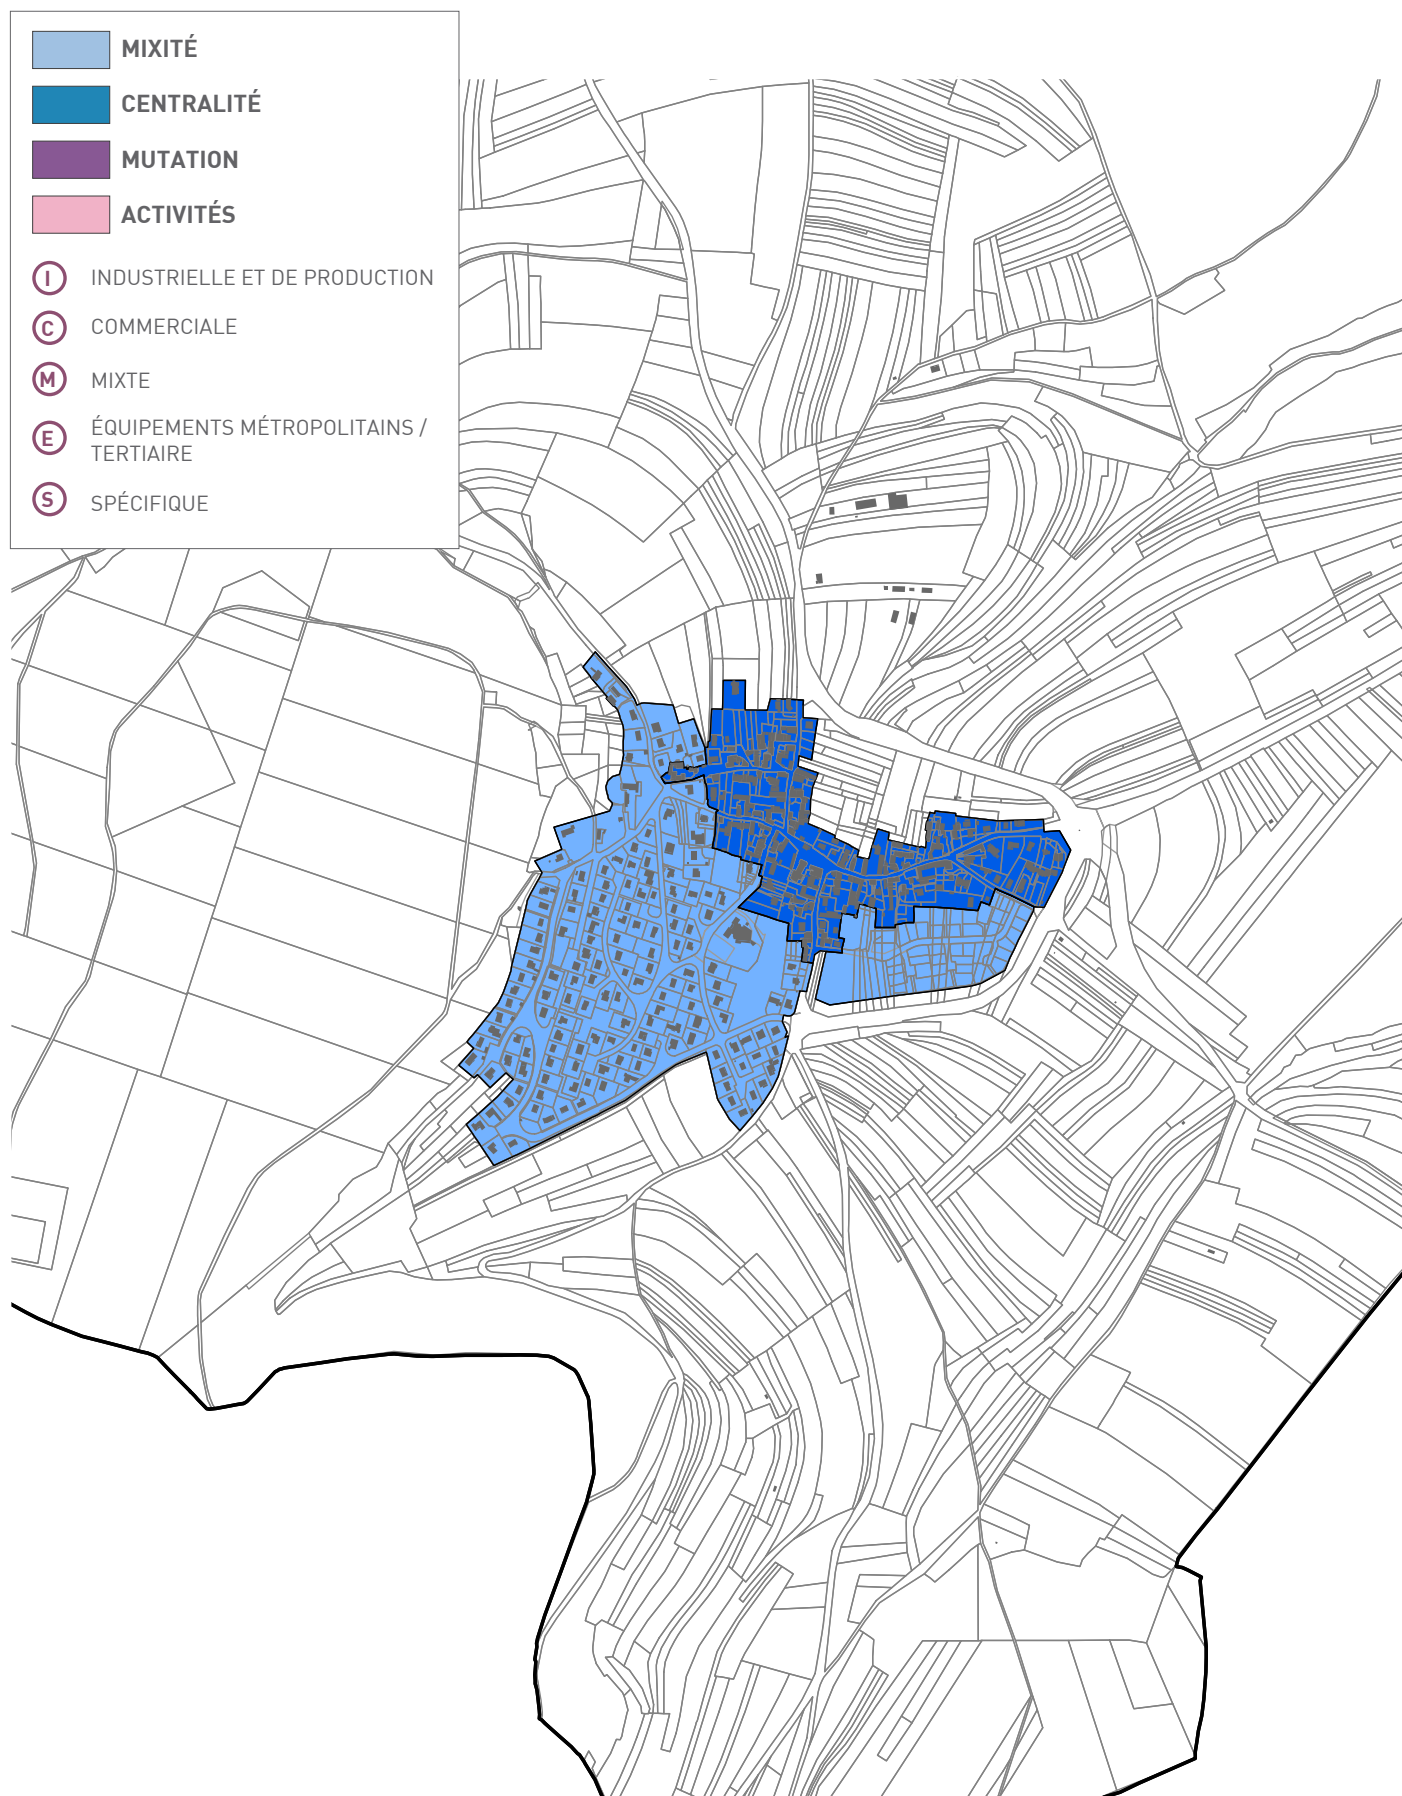 MIXITÉ
CENTRALITÉ
MUTATION
ACTIVITÉS
I INDUSTRIELLE ET DE PRODUCTION
C COMMERCIALE
M MIXTE
E ÉQUIPEMENTS MÉTROPOLITAINS /
TERTIAIRE
S SPÉCIFIQUE